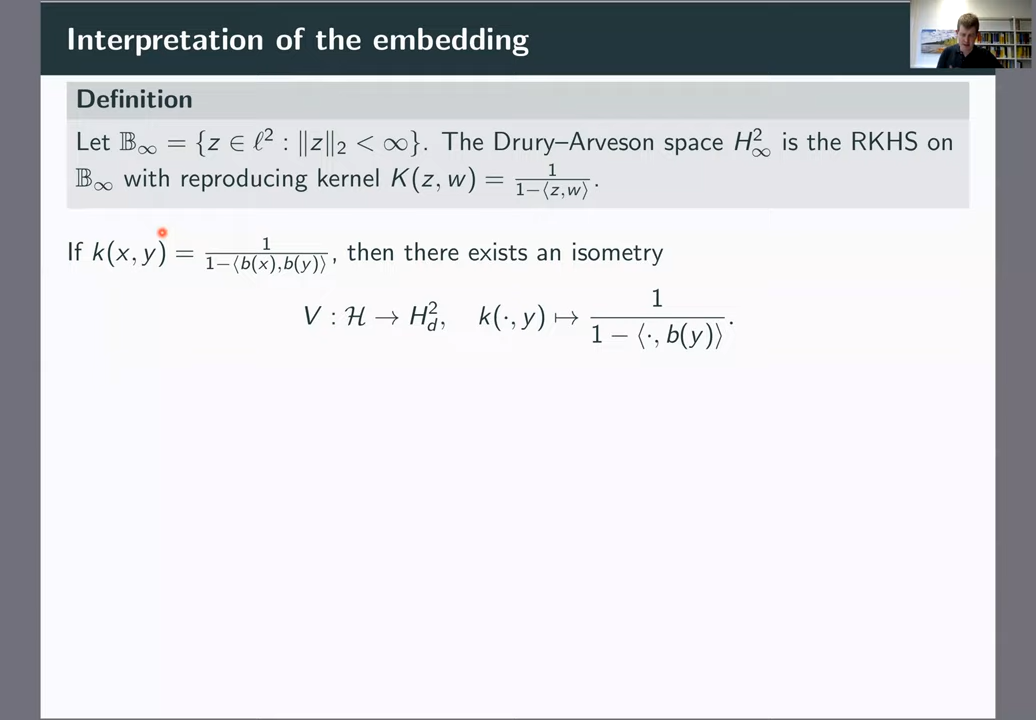 Interpretation of the embedding
Definition
Let 𝔹∞ = {z ∈ ℓ² : ‖z‖₂ < ∞}. The Drury–Arveson space H²∞ is the RKHS on
𝔹∞ with reproducing kernel K(z, w) = 1/(1−⟨z,w⟩).
If k(x, y) = 1/(1−⟨b(x),b(y)⟩), then there exists an isometry
V : ℋ → H²_d, k(·, y) ↦ 1/(1 − ⟨·, b(y)⟩).